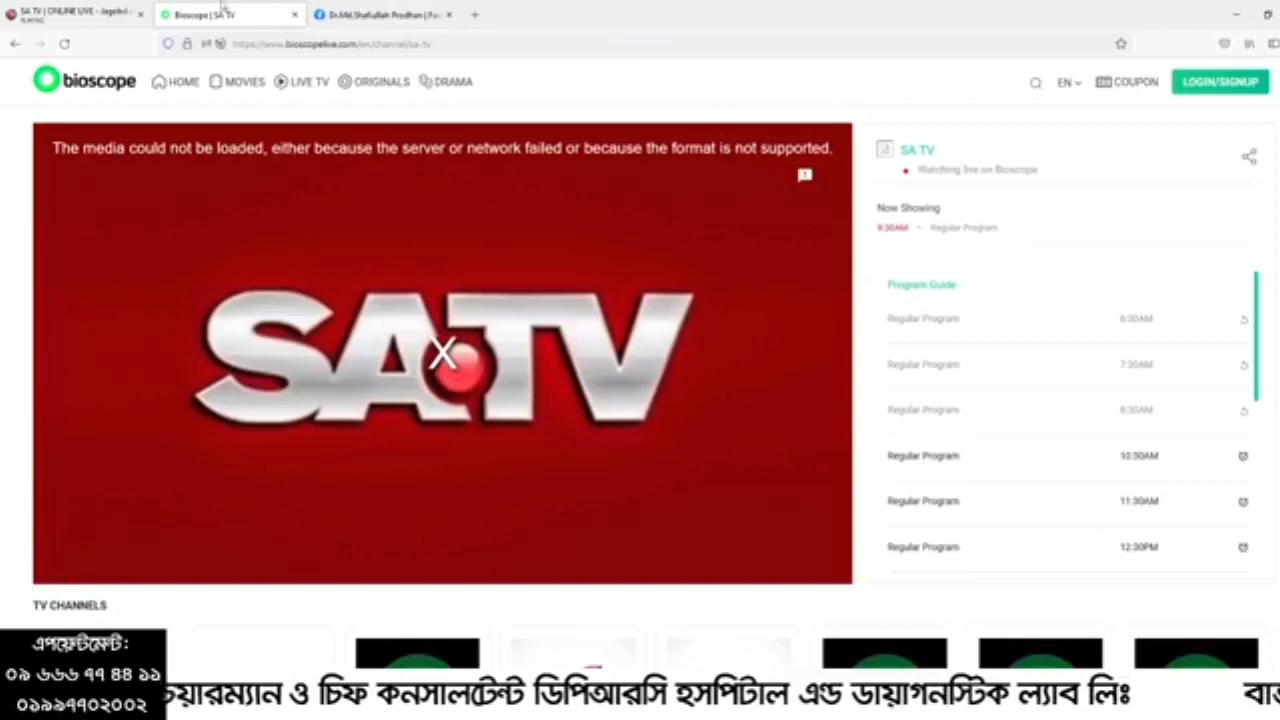 SA TV | ONLINE LIVE - Jagobd.
PLAYING
Bioscope | SA TV
Dr.Md.Shafiullah Prodhan |
https://www.bioscopelive.com/en/channel/sa-tv
bioscope
HOME
MOVIES
LIVE TV
ORIGINALS
DRAMA
EN
COUPON
LOGIN/SIGNUP
The media could not be loaded, either because the server or network failed or because the format is not supported.
SATV
X
SA TV
Watching live on Bioscope
Now Showing
9:30AM - Regular Program
Program Guide
Regular Program 6:30AM
Regular Program 7:30AM
Regular Program 8:30AM
Regular Program 10:30AM
Regular Program 11:30AM
Regular Program 12:30PM
TV CHANNELS
এপয়েন্টমেন্ট:
০৯ ৬৬৬ ৭৭ ৪৪ ১১
০১৯৯৭৭০২০০২
চেয়ারম্যান ও চিফ কনসালটেন্ট ডিপিআরসি হসপিটাল এণ্ড ডায়াগনস্টিক ল্যাব লিঃ